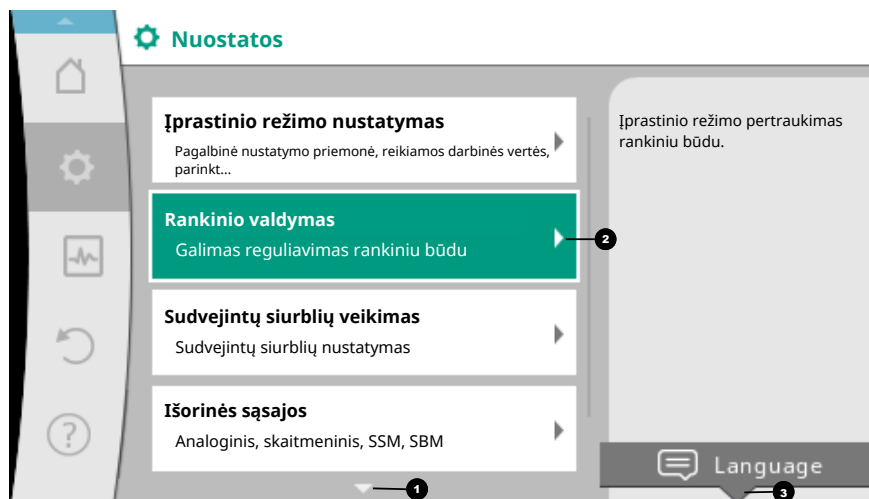 Nuostatos
Įprastinio režimo nustatymas
Pagalbinė nustatymo priemonė, reikiamos darbinės vertės,
parinkt...
Rankinio valdymas
Galimas reguliavimas rankiniu būdu
2
Sudvejintų siurblių veikimas
Sudvejintų siurblių nustatymas
Išorinės sąsajos
Analoginis, skaitmeninis, SSM, SBM
1
Įprastinio režimo pertraukimas
rankiniu būdu.
Language
3
?